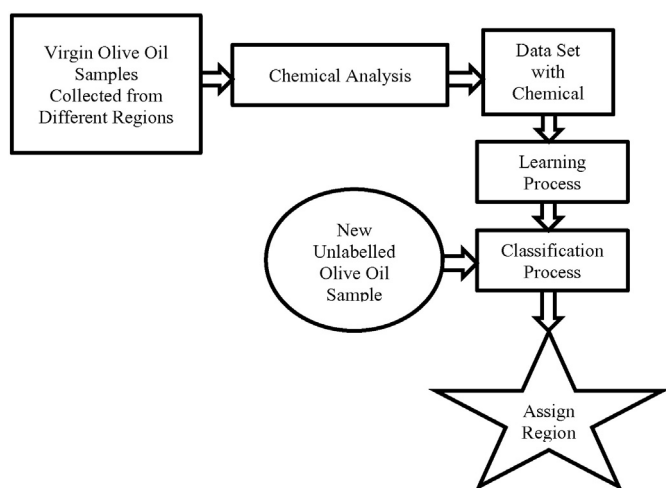 Virgin Olive Oil
Samples
Collected from
Different Regions
Chemical Analysis
Data Set
with
Chemical
Learning
Process
New
Unlabelled
Olive Oil
Sample
Classification
Process
Assign
Region